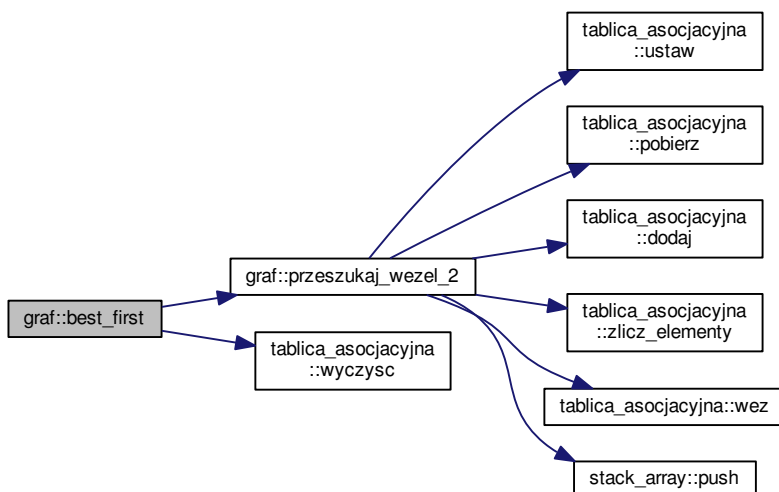 tablica_asocjacyjna
::ustaw
tablica_asocjacyjna
::pobierz
tablica_asocjacyjna
::dodaj
graf::przeszukaj_wezel_2
tablica_asocjacyjna
::zlicz_elementy
graf::best_first
tablica_asocjacyjna
::wyczysc
tablica_asocjacyjna::wez
stack_array::push